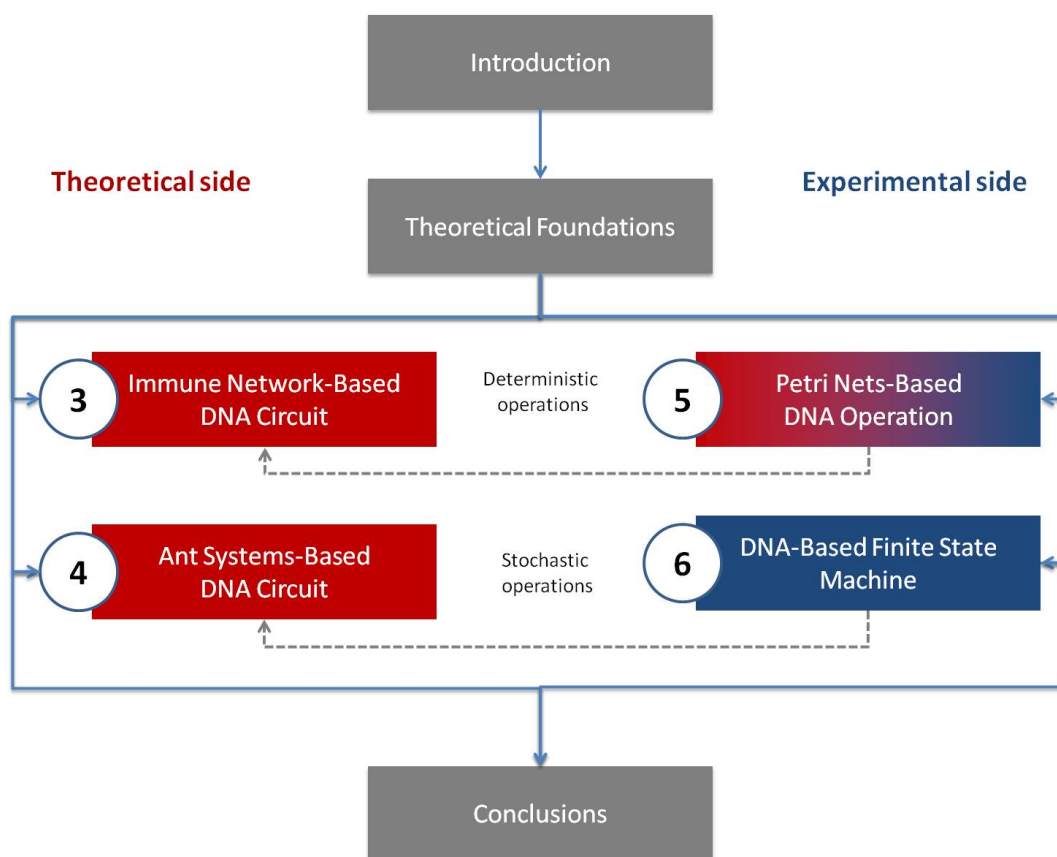 Introduction
Theoretical side
Experimental side
Theoretical Foundations
3
Immune Network-Based
DNA Circuit
Deterministic
operations
5
Petri Nets-Based
DNA Operation
4
Ant Systems-Based
DNA Circuit
Stochastic
operations
6
DNA-Based Finite State
Machine
Conclusions